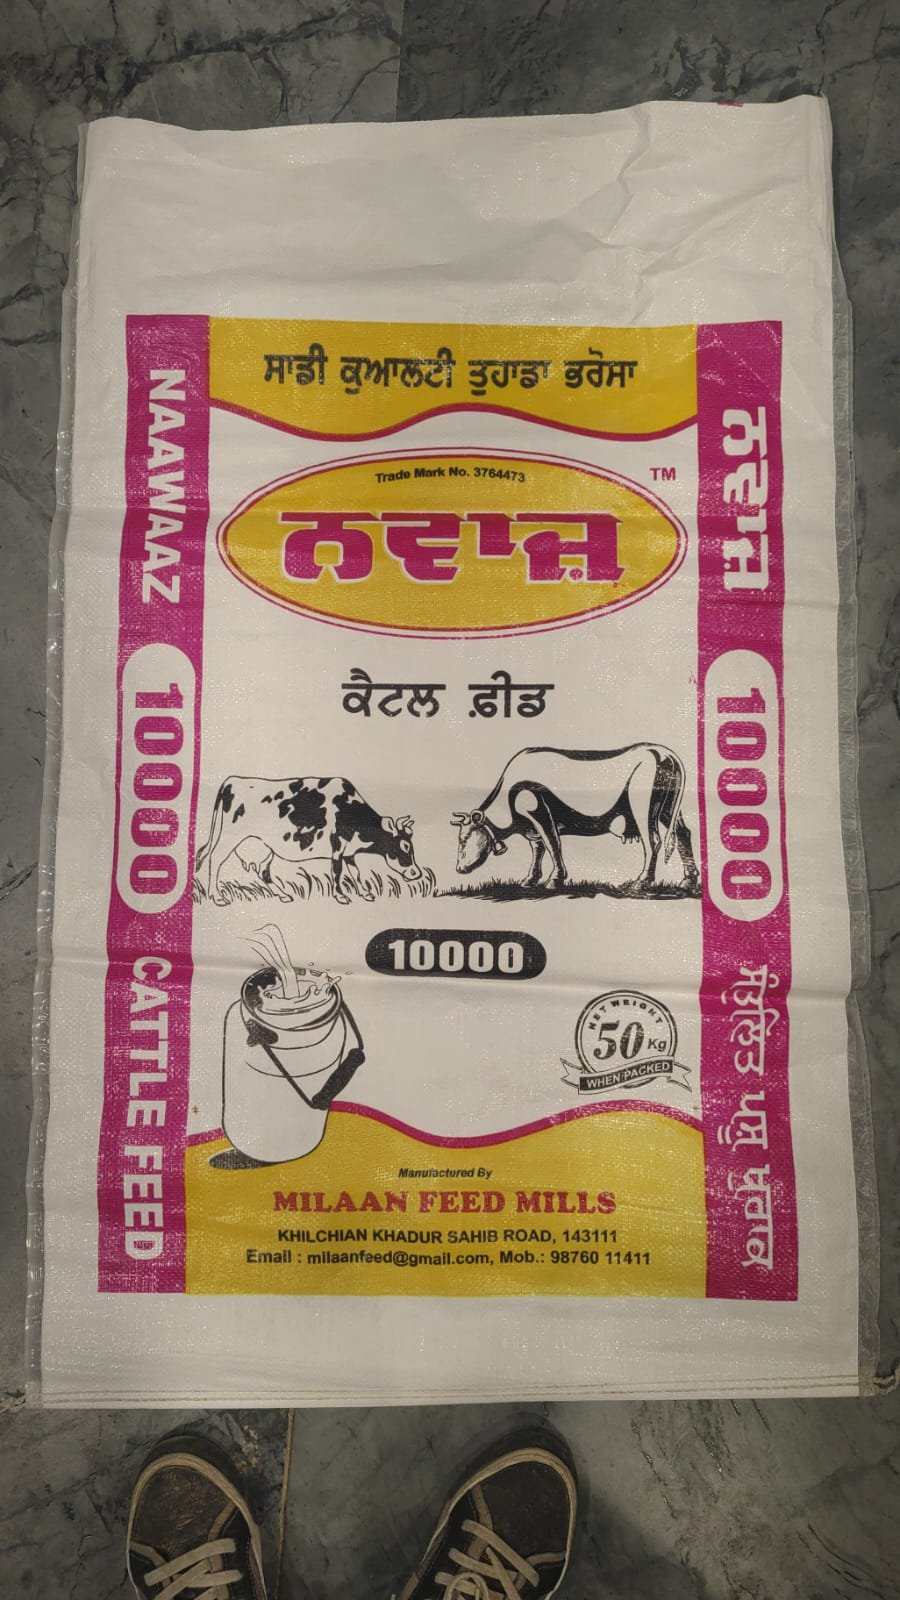 ਸਾਡੀ ਕੁਆਲਟੀ ਤੁਹਾਡਾ ਭਰੋਸਾ
Trade Mark No. 3764473
TM
ਨਵਾਜ਼
ਕੈਟਲ ਫ਼ੀਡ
10000
NET WEIGHT
50 Kg
WHEN PACKED
Manufactured By
MILAAN FEED MILLS
KHILCHIAN KHADUR SAHIB ROAD, 143111
Email : milaanfeed@gmail.com, Mob.: 98760 11411
NAAWAAZ 10000 CATTLE FEED
ਨਵਾਜ਼ 10000 ਸੰਤੁਲਿਤ ਪਸ਼ੂ ਖੁਰਾਕ